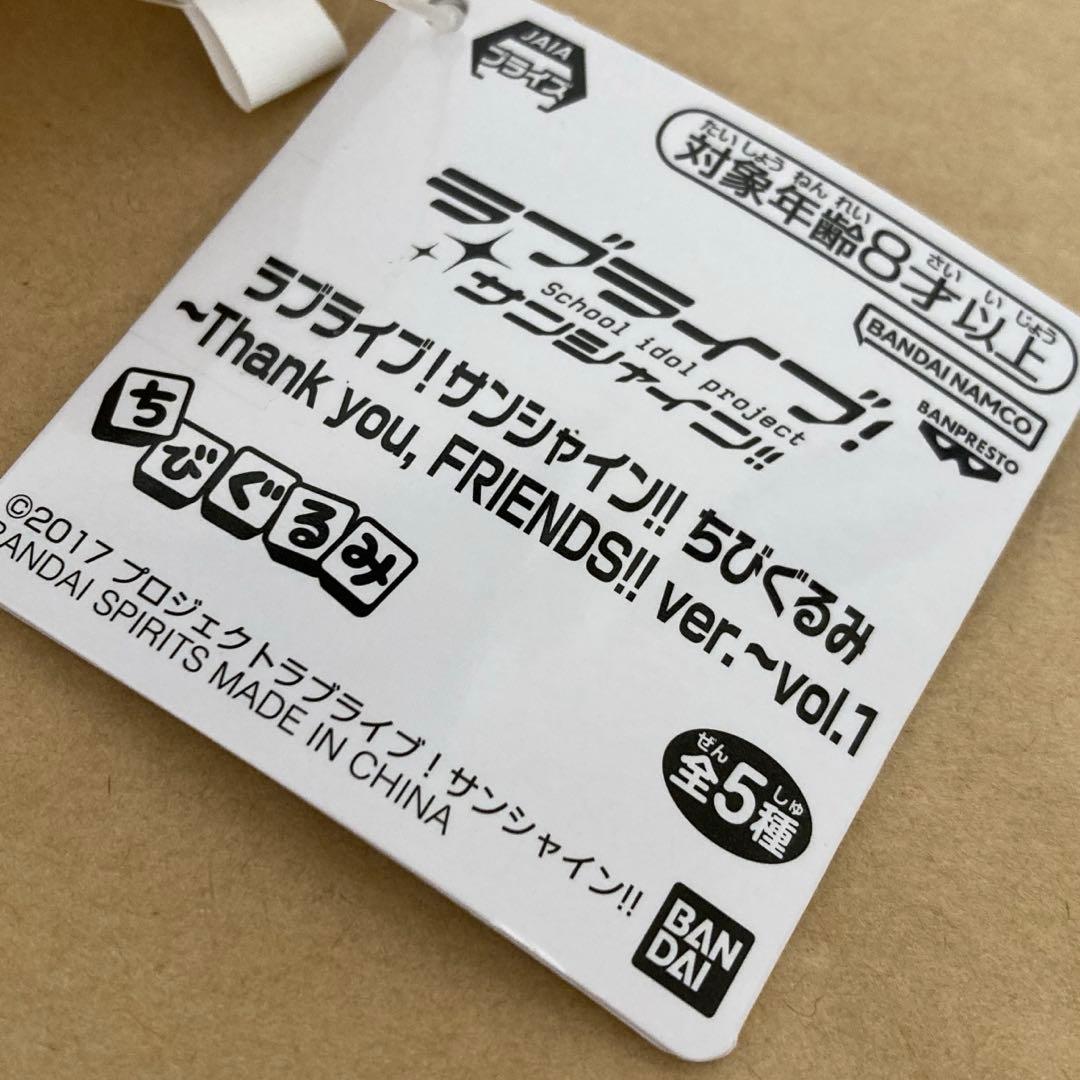 JAIA
プライズ
たいしょうねんれい さい いじょう
対象年齢8才以上
BANDAI NAMCO
BANPRESTO
ラブライブ!
School idol project
サンシャイン!!
ラブライブ!サンシャイン!! ちびぐるみ
~Thank you, FRIENDS!! ver.~vol.1
ちびぐるみ
ぜん しゅ
全5種
©2017 プロジェクトラブライブ!サンシャイン!!
BANDAI SPIRITS MADE IN CHINA
BAN
DAI